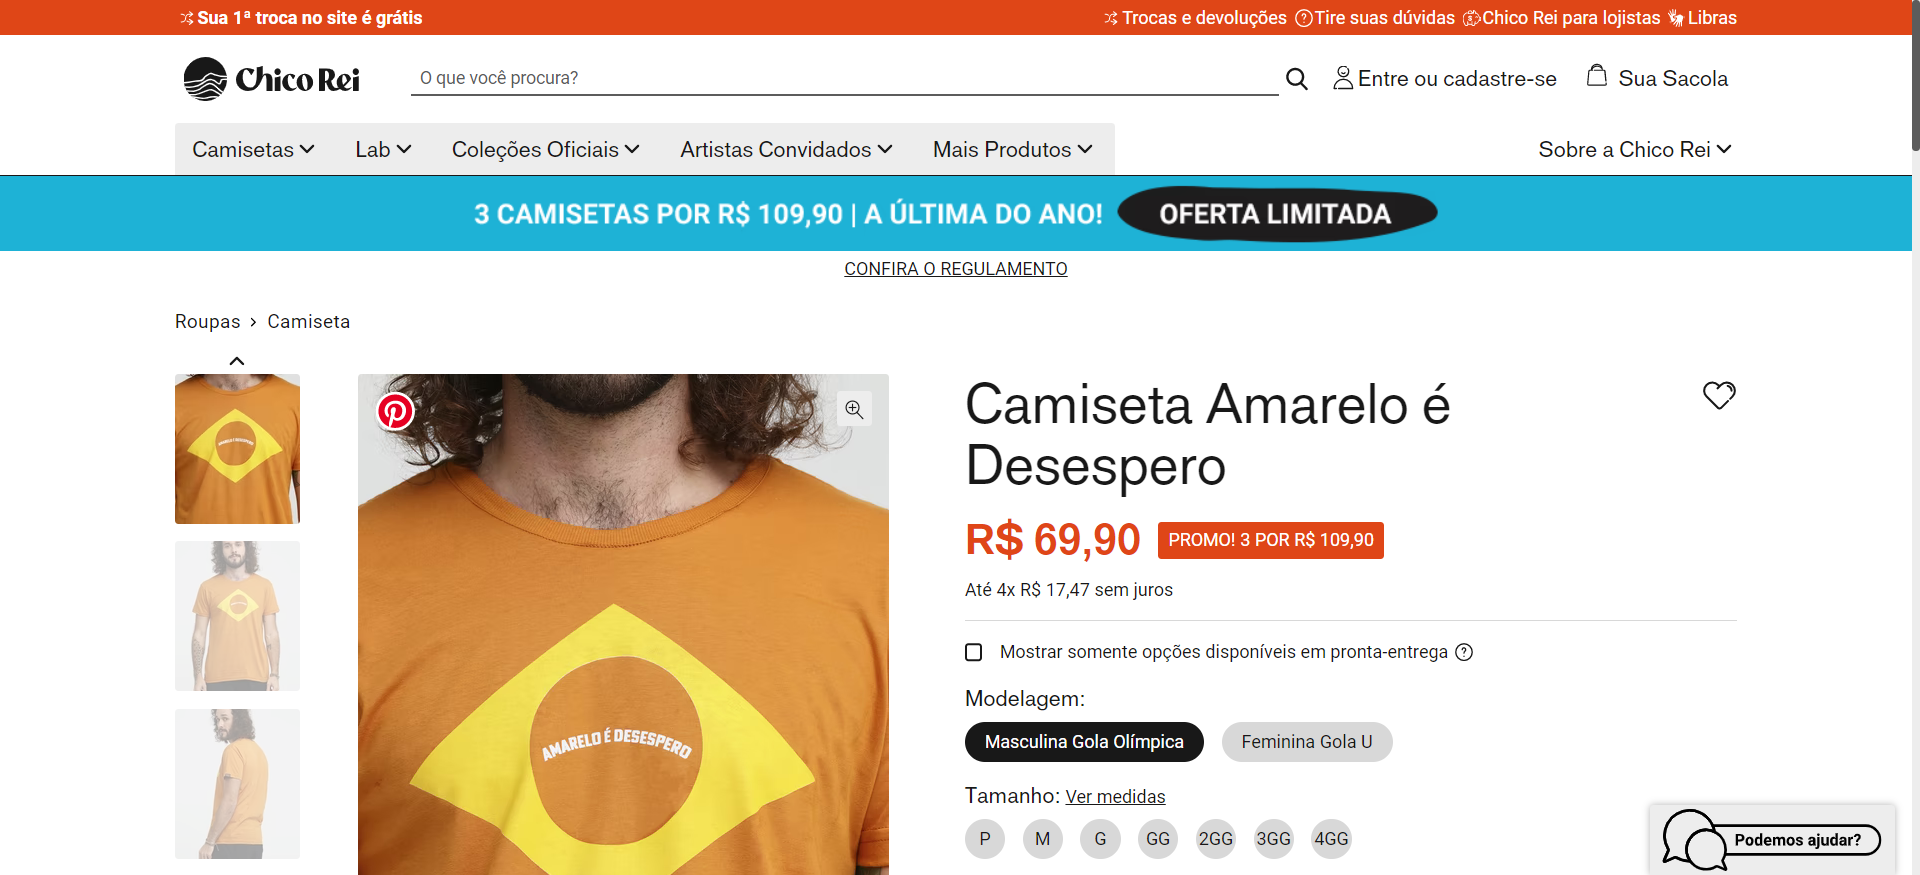 Sua 1ª troca no site é grátis
Trocas e devoluções
Tire suas dúvidas
Chico Rei para lojistas
Libras
Chico Rei
O que você procura?
Entre ou cadastre-se
Sua Sacola
Camisetas
Lab
Coleções Oficiais
Artistas Convidados
Mais Produtos
Sobre a Chico Rei
3 CAMISETAS POR R$ 109,90 | A ÚLTIMA DO ANO!
OFERTA LIMITADA
CONFIRA O REGULAMENTO
Roupas › Camiseta
AMARELO É DESESPERO
AMARELO É DESESPERO
Camiseta Amarelo é
Desespero
R$ 69,90
PROMO! 3 POR R$ 109,90
Até 4x R$ 17,47 sem juros
Mostrar somente opções disponíveis em pronta-entrega
Modelagem:
Masculina Gola Olímpica
Feminina Gola U
Tamanho: Ver medidas
P M G GG 2GG 3GG 4GG
Podemos ajudar?